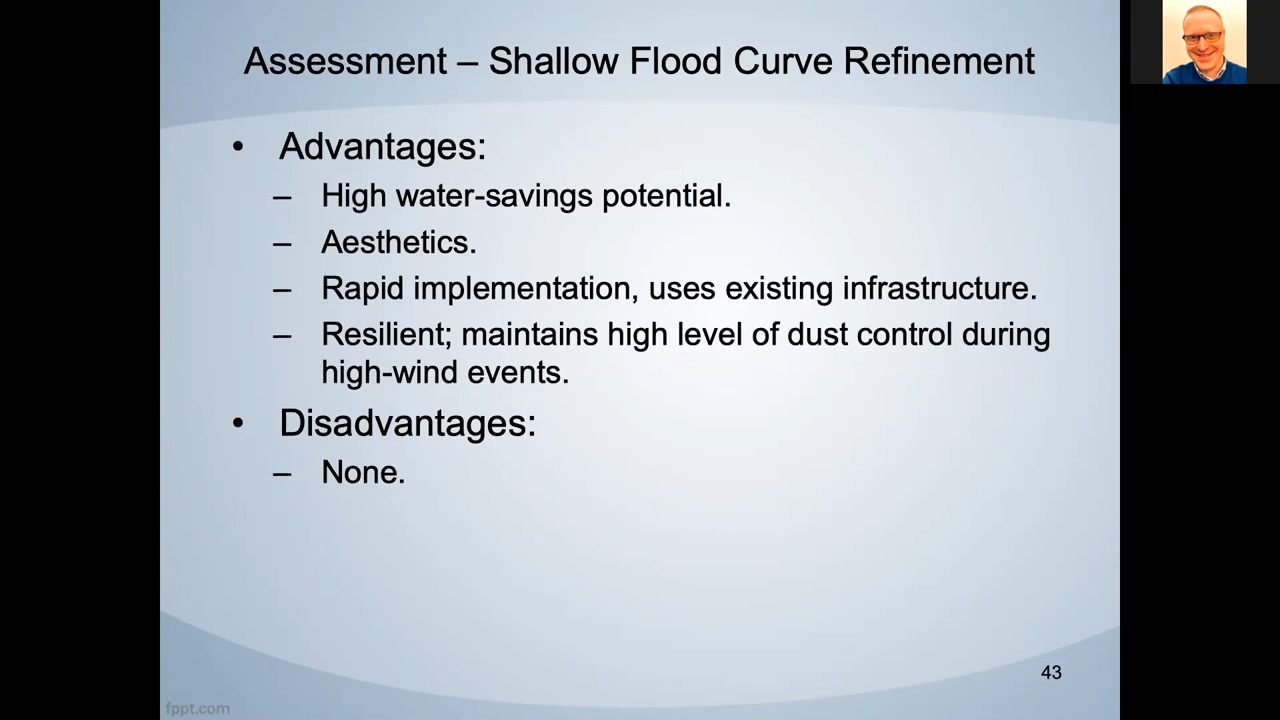 Assessment – Shallow Flood Curve Refinement
• Advantages:
– High water-savings potential.
– Aesthetics.
– Rapid implementation, uses existing infrastructure.
– Resilient; maintains high level of dust control during
high-wind events.
• Disadvantages:
– None.
43
fppt.com